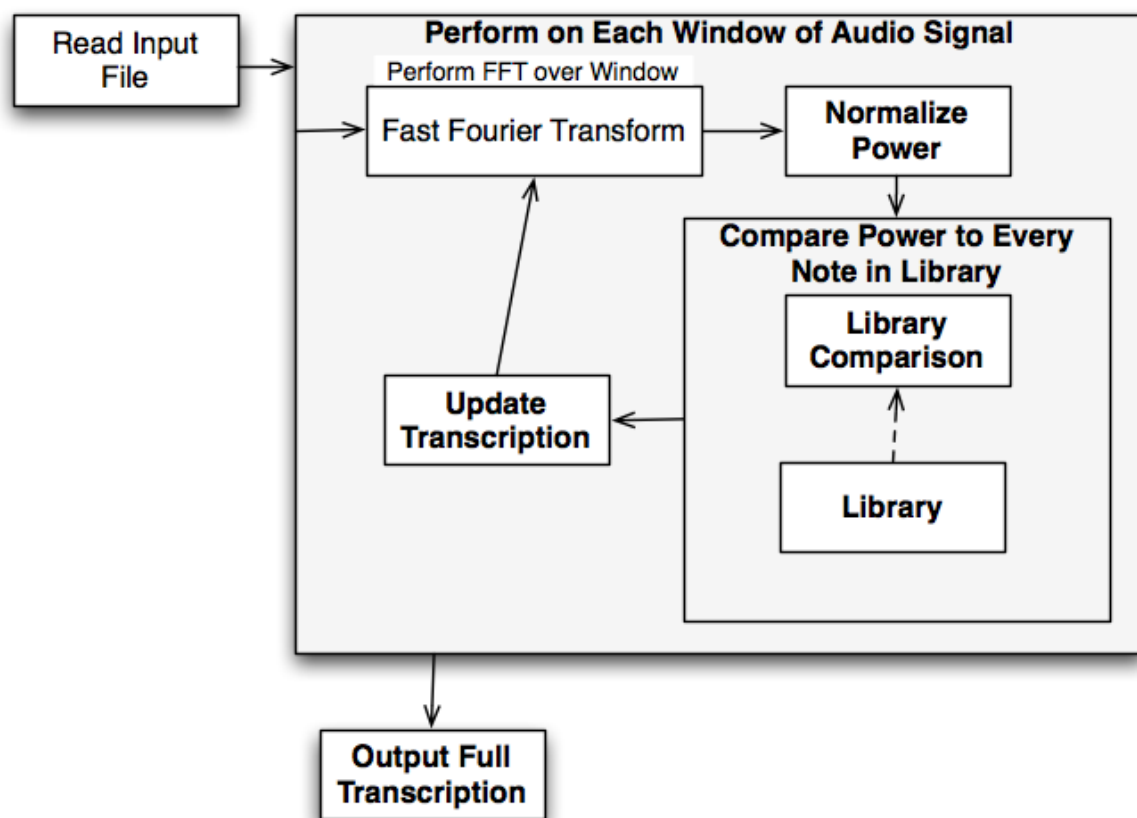 Read Input
File
Perform on Each Window of Audio Signal
Perform FFT over Window
Fast Fourier Transform
Normalize
Power
Compare Power to Every
Note in Library
Library
Comparison
Update
Transcription
Library
Output Full
Transcription